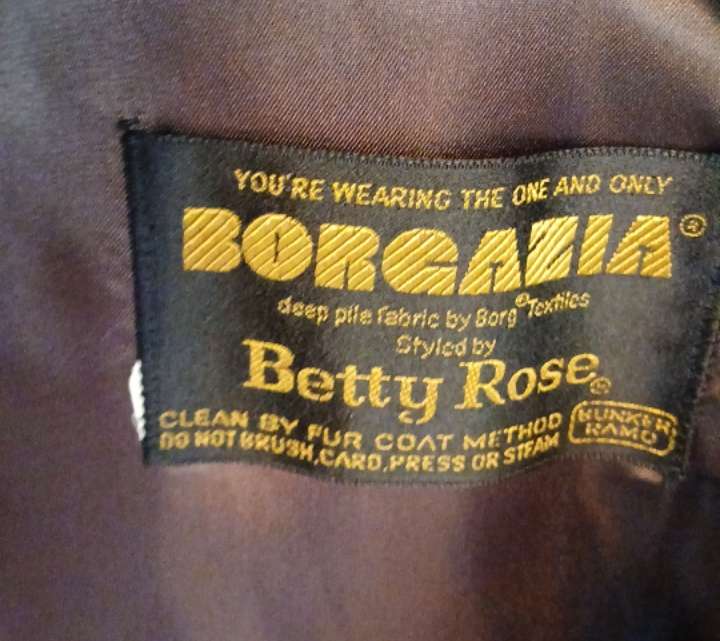 YOU'RE WEARING THE ONE AND ONLY
BORGAZIA®
deep pile fabric by Borg® Textiles
Styled by
Betty Rose®
CLEAN BY FUR COAT METHOD
DO NOT BRUSH, CARD, PRESS OR STEAM
BUNKER
RAMO